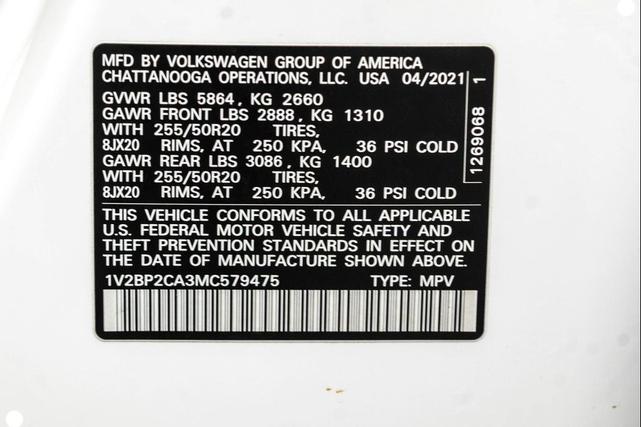 MFD BY VOLKSWAGEN GROUP OF AMERICA
CHATTANOOGA OPERATIONS, LLC. USA 04/2021
GVWR LBS 5864, KG 2660
GAWR FRONT LBS 2888, KG 1310
WITH 255/50R20 TIRES,
8JX20 RIMS, AT 250 KPA, 36 PSI COLD
GAWR REAR LBS 3086, KG 1400
WITH 255/50R20 TIRES,
8JX20 RIMS, AT 250 KPA, 36 PSI COLD
1269068 1
THIS VEHICLE CONFORMS TO ALL APPLICABLE
U.S. FEDERAL MOTOR VEHICLE SAFETY AND
THEFT PREVENTION STANDARDS IN EFFECT ON
THE DATE OF MANUFACTURE SHOWN ABOVE.
1V2BP2CA3MC579475 TYPE: MPV